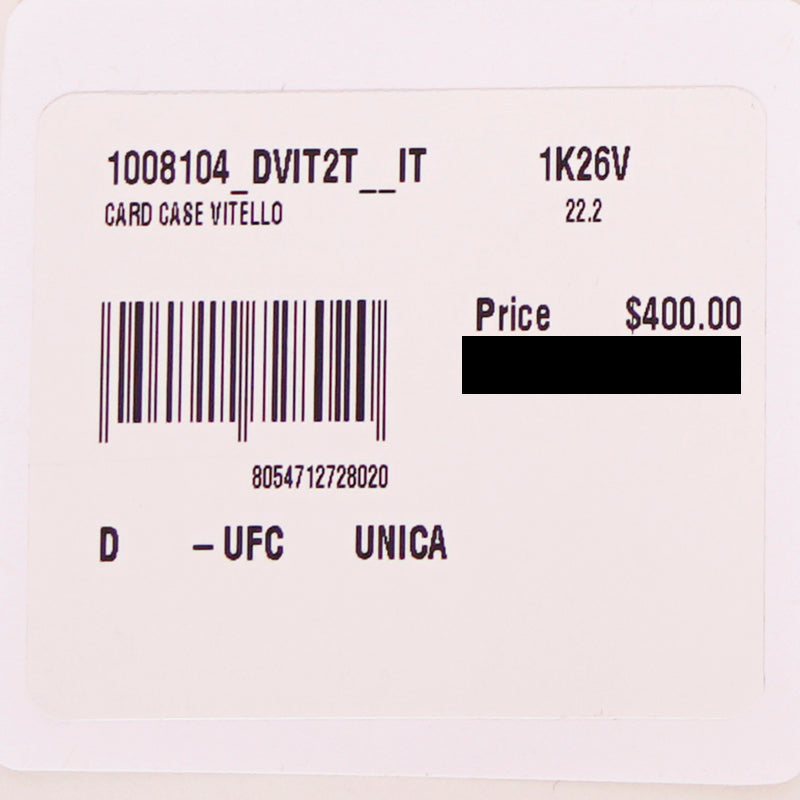 1008104_DVIT2T__IT 1K26V
CARD CASE VITELLO 22.2
Price $400.00
8054712728020
D – UFC UNICA